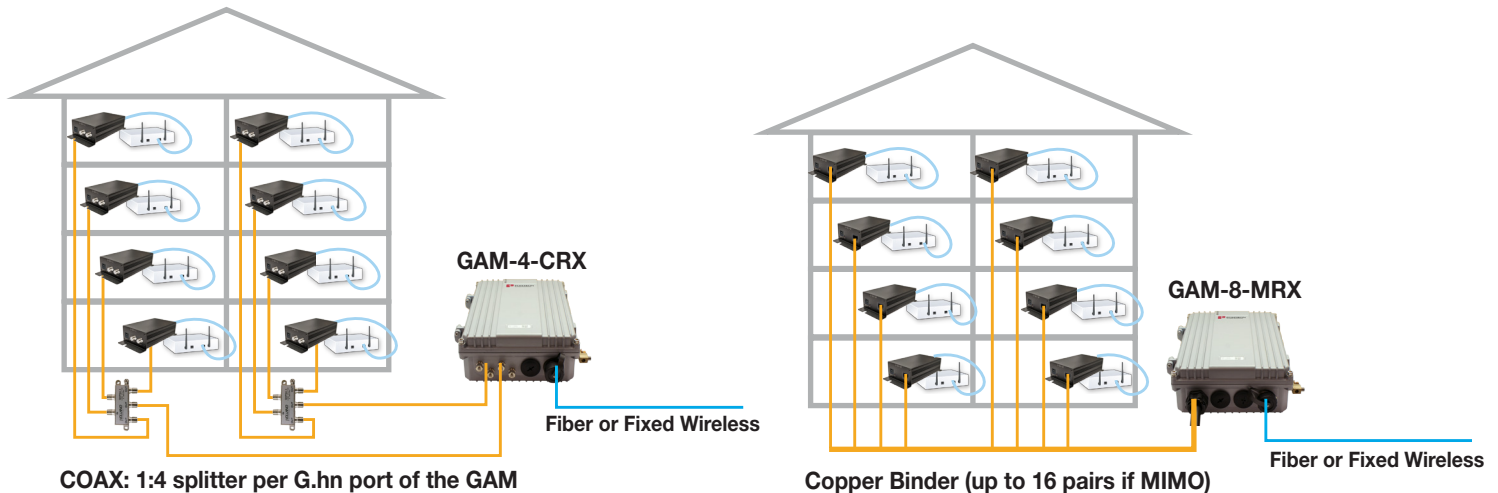 GAM-4-CRX
Fiber or Fixed Wireless
COAX: 1:4 splitter per G.hn port of the GAM
GAM-8-MRX
Fiber or Fixed Wireless
Copper Binder (up to 16 pairs if MIMO)